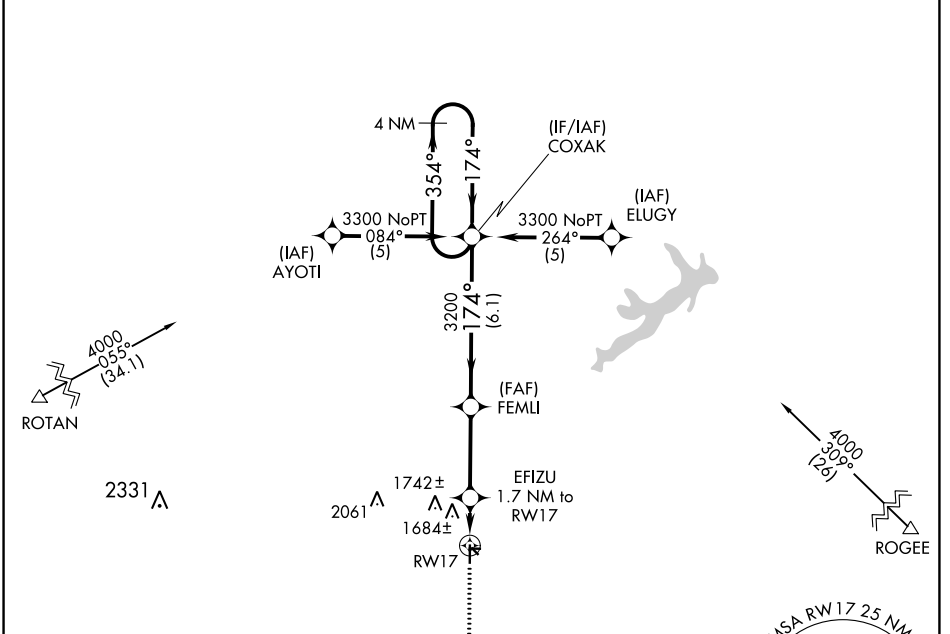 4 NM
354°
174°
(IF/IAF)
COXAK
(IAF)
ELUGY
3300 NoPT
084°
(5)
3300 NoPT
264°
(5)
(IAF)
AYOTI
3200
174°
(6.1)
4000
055°
(34.1)
ROTAN
(FAF)
FEMLI
4000
309°
(26)
ROGEE
2331
2061
1742±
1684±
EFIZU
1.7 NM to
RW17
RW17
MSA RW17 25 NM